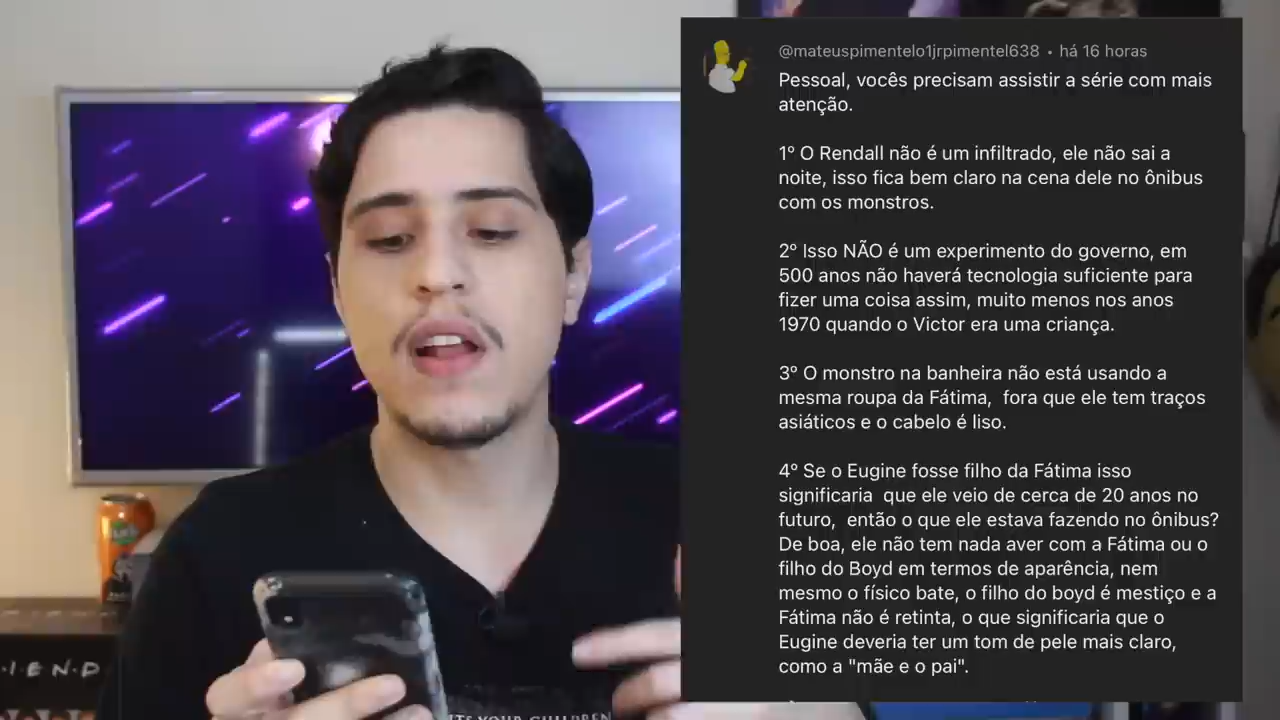 @mateuspimentelo1jrpimentel638 • há 16 horas
Pessoal, vocês precisam assistir a série com mais
atenção.
1º O Rendall não é um infiltrado, ele não sai a
noite, isso fica bem claro na cena dele no ônibus
com os monstros.
2º Isso NÃO é um experimento do governo, em
500 anos não haverá tecnologia suficiente para
fizer uma coisa assim, muito menos nos anos
1970 quando o Victor era uma criança.
3º O monstro na banheira não está usando a
mesma roupa da Fátima,  fora que ele tem traços
asiáticos e o cabelo é liso.
4º Se o Eugine fosse filho da Fátima isso
significaria  que ele veio de cerca de 20 anos no
futuro,  então o que ele estava fazendo no ônibus?
De boa, ele não tem nada aver com a Fátima ou o
filho do Boyd em termos de aparência, nem
mesmo o físico bate, o filho do boyd é mestiço e a
Fátima não é retinta, o que significaria que o
Eugine deveria ter um tom de pele mais claro,
como a "mãe e o pai".
I E N D